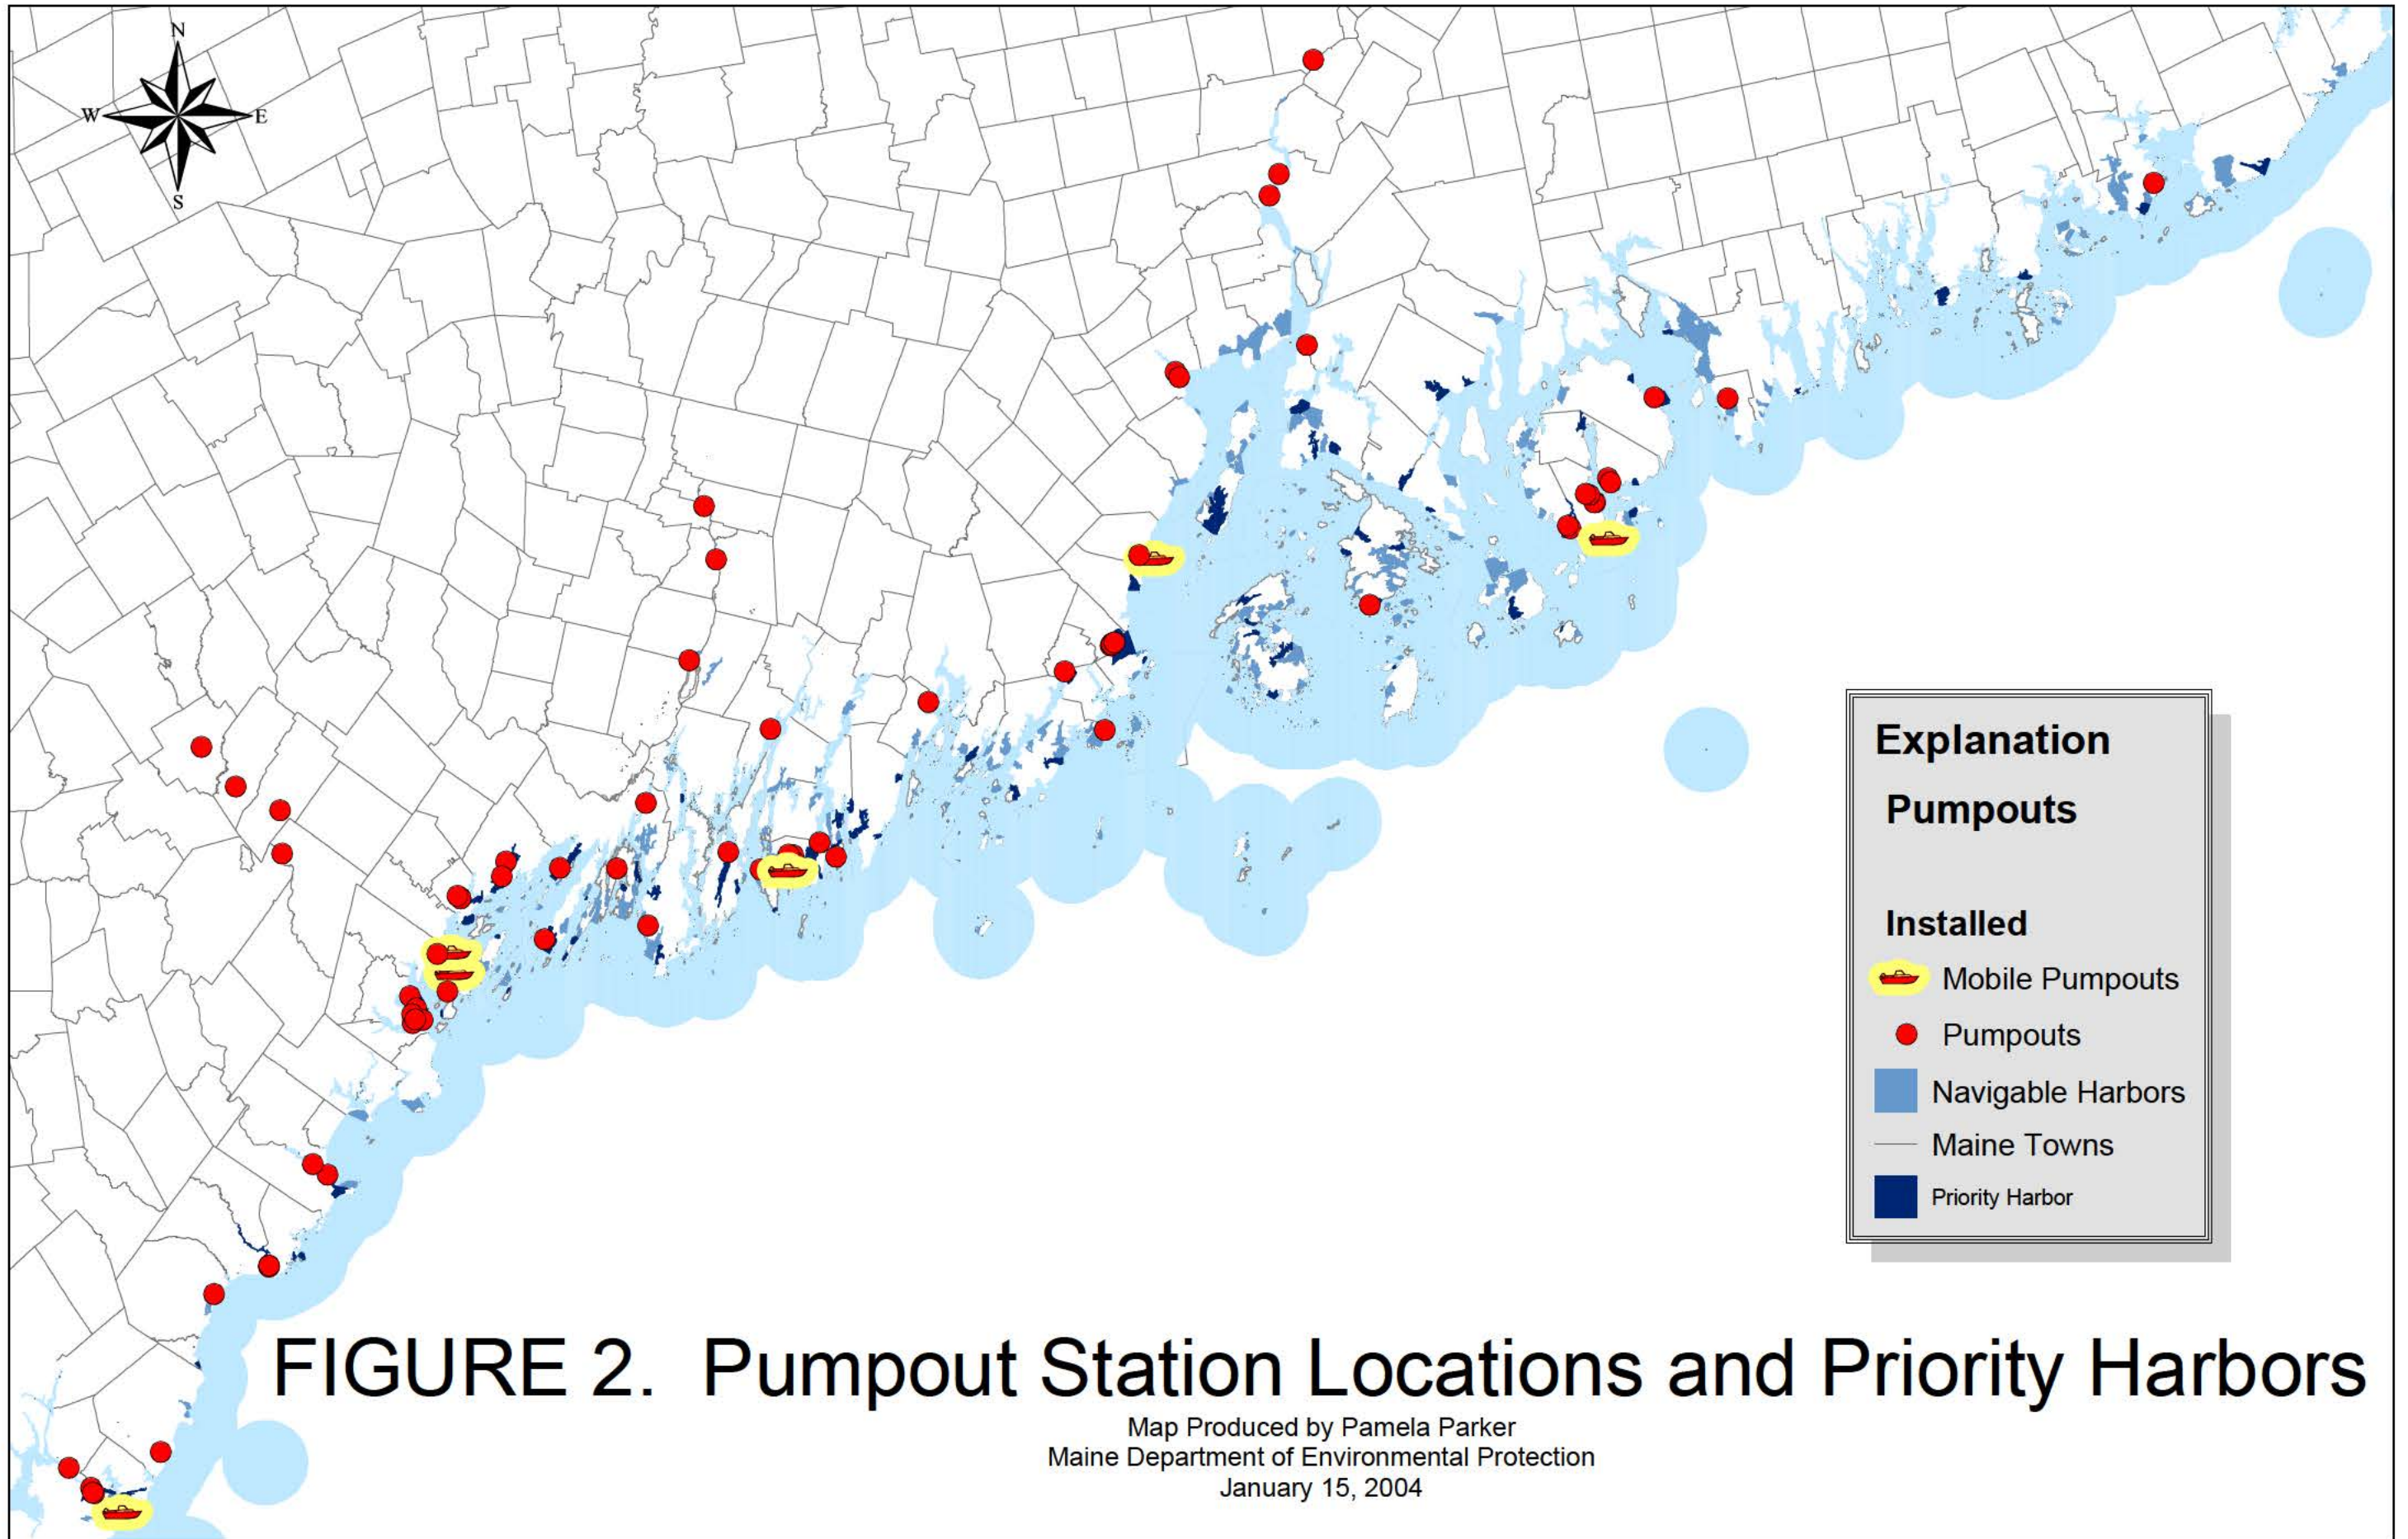 N
W E
S
Explanation
Pumpouts
Installed
Mobile Pumpouts
Pumpouts
Navigable Harbors
Maine Towns
Priority Harbor
FIGURE 2. Pumpout Station Locations and Priority Harbors
Map Produced by Pamela Parker
Maine Department of Environmental Protection
January 15, 2004